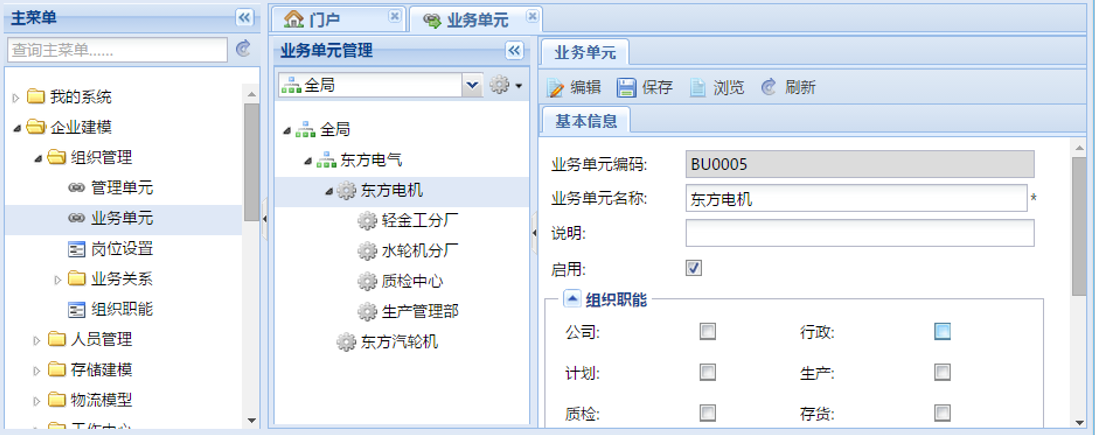 主菜单
查询主菜单......
我的系统
企业建模
组织管理
管理单元
业务单元
岗位设置
业务关系
组织职能
人员管理
存储建模
物流模型
工作中心
门户
业务单元
业务单元管理
全局
全局
东方电气
东方电机
轻金工分厂
水轮机分厂
质检中心
生产管理部
东方汽轮机
业务单元
编辑 保存 浏览 刷新
基本信息
业务单元编码: BU0005
业务单元名称: 东方电机 *
说明:
启用:
组织职能
公司: 行政:
计划: 生产:
质检: 存货: